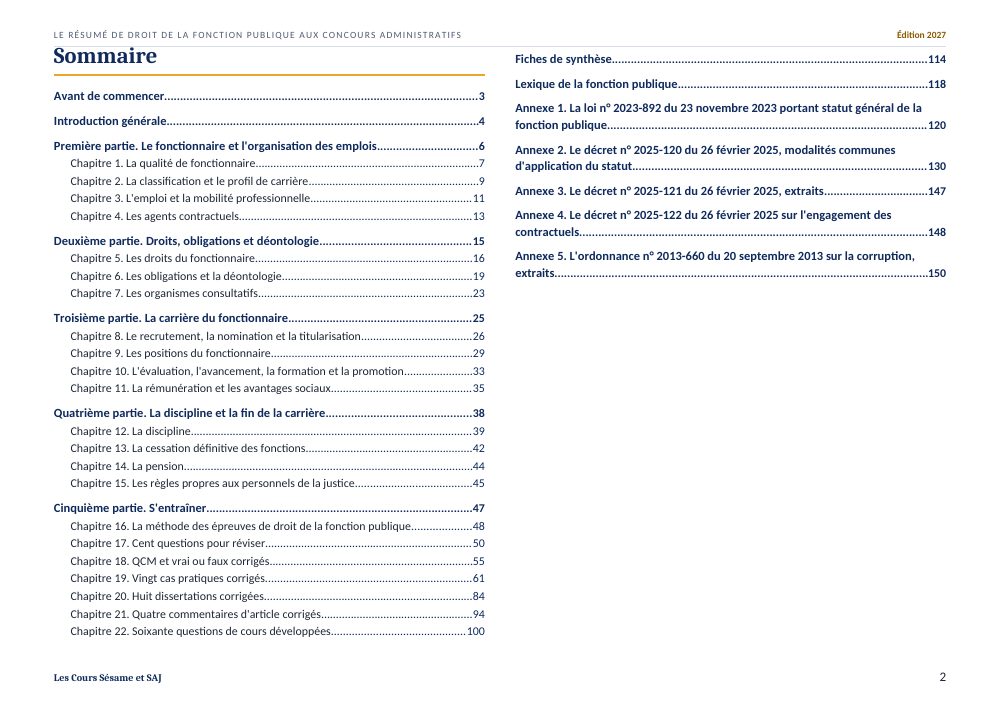 LE RÉSUMÉ DE DROIT DE LA FONCTION PUBLIQUE AUX CONCOURS ADMINISTRATIFS
Édition 2027
Sommaire
Avant de commencer....3
Introduction générale....4
Première partie. Le fonctionnaire et l'organisation des emplois....6
Chapitre 1. La qualité de fonctionnaire....7
Chapitre 2. La classification et le profil de carrière....9
Chapitre 3. L'emploi et la mobilité professionnelle....11
Chapitre 4. Les agents contractuels....13
Deuxième partie. Droits, obligations et déontologie....15
Chapitre 5. Les droits du fonctionnaire....16
Chapitre 6. Les obligations et la déontologie....19
Chapitre 7. Les organismes consultatifs....23
Troisième partie. La carrière du fonctionnaire....25
Chapitre 8. Le recrutement, la nomination et la titularisation....26
Chapitre 9. Les positions du fonctionnaire....29
Chapitre 10. L'évaluation, l'avancement, la formation et la promotion....33
Chapitre 11. La rémunération et les avantages sociaux....35
Quatrième partie. La discipline et la fin de la carrière....38
Chapitre 12. La discipline....39
Chapitre 13. La cessation définitive des fonctions....42
Chapitre 14. La pension....44
Chapitre 15. Les règles propres aux personnels de la justice....45
Cinquième partie. S'entraîner....47
Chapitre 16. La méthode des épreuves de droit de la fonction publique....48
Chapitre 17. Cent questions pour réviser....50
Chapitre 18. QCM et vrai ou faux corrigés....55
Chapitre 19. Vingt cas pratiques corrigés....61
Chapitre 20. Huit dissertations corrigées....84
Chapitre 21. Quatre commentaires d'article corrigés....94
Chapitre 22. Soixante questions de cours développées....100
Fiches de synthèse....114
Lexique de la fonction publique....118
Annexe 1. La loi n° 2023-892 du 23 novembre 2023 portant statut général de la
fonction publique....120
Annexe 2. Le décret n° 2025-120 du 26 février 2025, modalités communes
d'application du statut....130
Annexe 3. Le décret n° 2025-121 du 26 février 2025, extraits....147
Annexe 4. Le décret n° 2025-122 du 26 février 2025 sur l'engagement des
contractuels....148
Annexe 5. L'ordonnance n° 2013-660 du 20 septembre 2013 sur la corruption,
extraits....150
Les Cours Sésame et SAJ
2